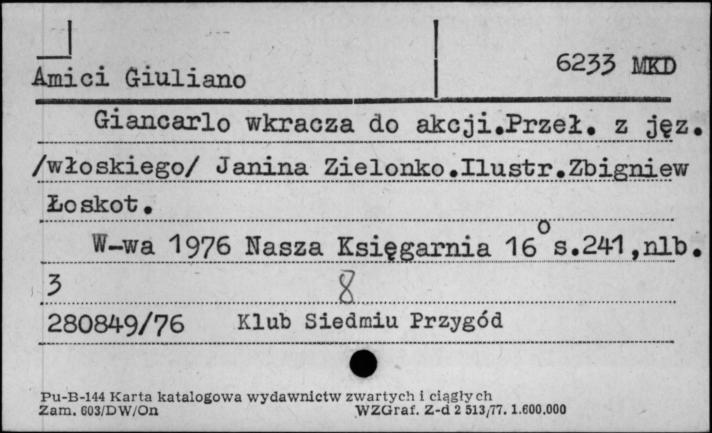 Amici Giuliano 6233 MKD
Giancarlo wkracza do akcji.Przeł. z jęz.
/włoskiego/ Janina Zielonko.Ilustr.Zbigniew
Łoskot.
W-wa 1976 Nasza Księgarnia 16° s.241,nlb.
3 8
280849/76 Klub Siedmiu Przygód
Pu-B-144 Karta katalogowa wydawnictw zwartych i ciągłych
Zam. 603/DW/On WZGraf. Z-d 2 513/77. 1.600.000